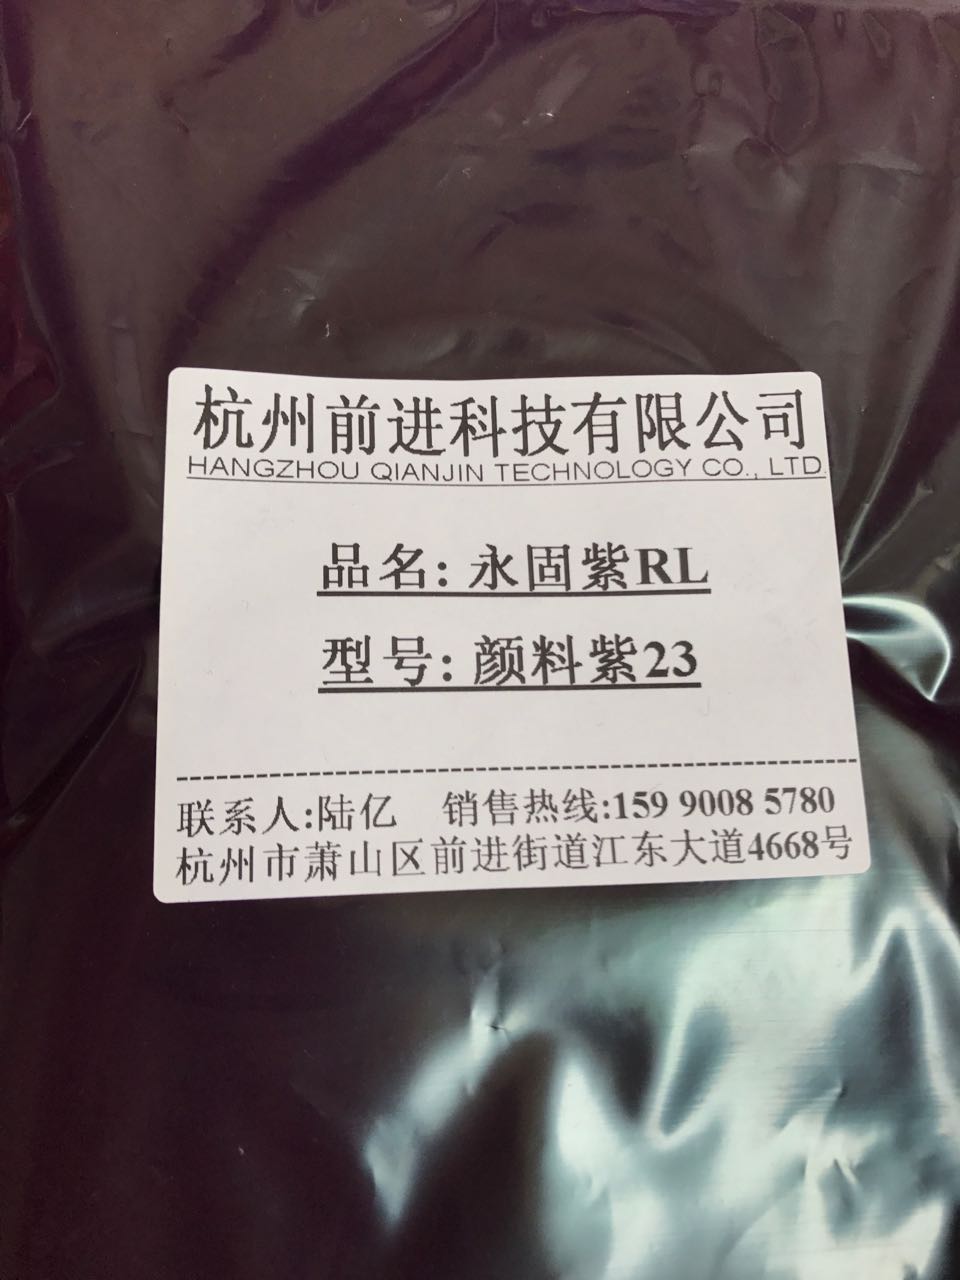 杭州前进科技有限公司
HANGZHOU QIANJIN TECHNOLOGY CO., LTD.
品名: 永固紫RL
型号: 颜料紫23
联系人:陆亿 销售热线:159 9008 5780
杭州市萧山区前进街道江东大道4668号